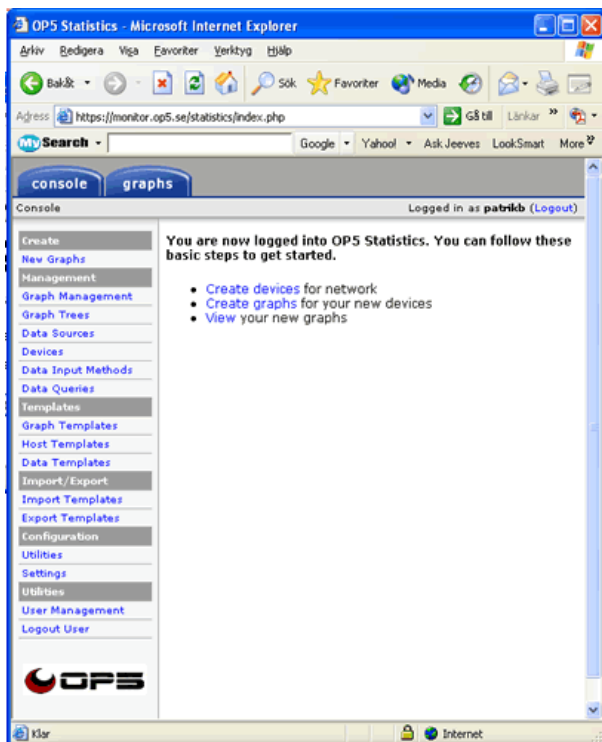 OP5 Statistics - Microsoft Internet Explorer
Arkiv Redigera Visa Favoriter Verktyg Hjälp
Bakåt Sök Favoriter Media
Adress https://monitor.op5.se/statistics/index.php Gå till Länkar »
My Search Google Yahoo! Ask Jeeves LookSmart More
console graphs
Console Logged in as patrikb (Logout)
Create
New Graphs
Management
Graph Management
Graph Trees
Data Sources
Devices
Data Input Methods
Data Queries
Templates
Graph Templates
Host Templates
Data Templates
Import/Export
Import Templates
Export Templates
Configuration
Utilities
Settings
Utilities
User Management
Logout User
OP5
You are now logged into OP5 Statistics. You can follow these
basic steps to get started.
• Create devices for network
• Create graphs for your new devices
• View your new graphs
Klar Internet